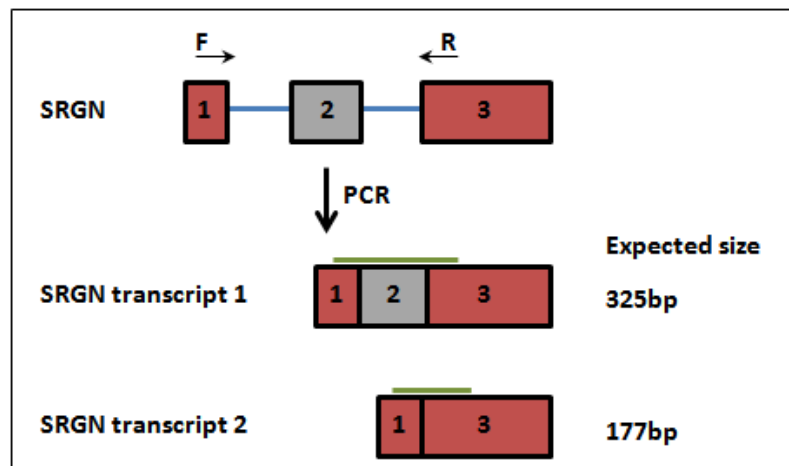 F R
SRGN 1 2 3
PCR
Expected size
SRGN transcript 1 1 2 3 325bp
SRGN transcript 2 1 3 177bp